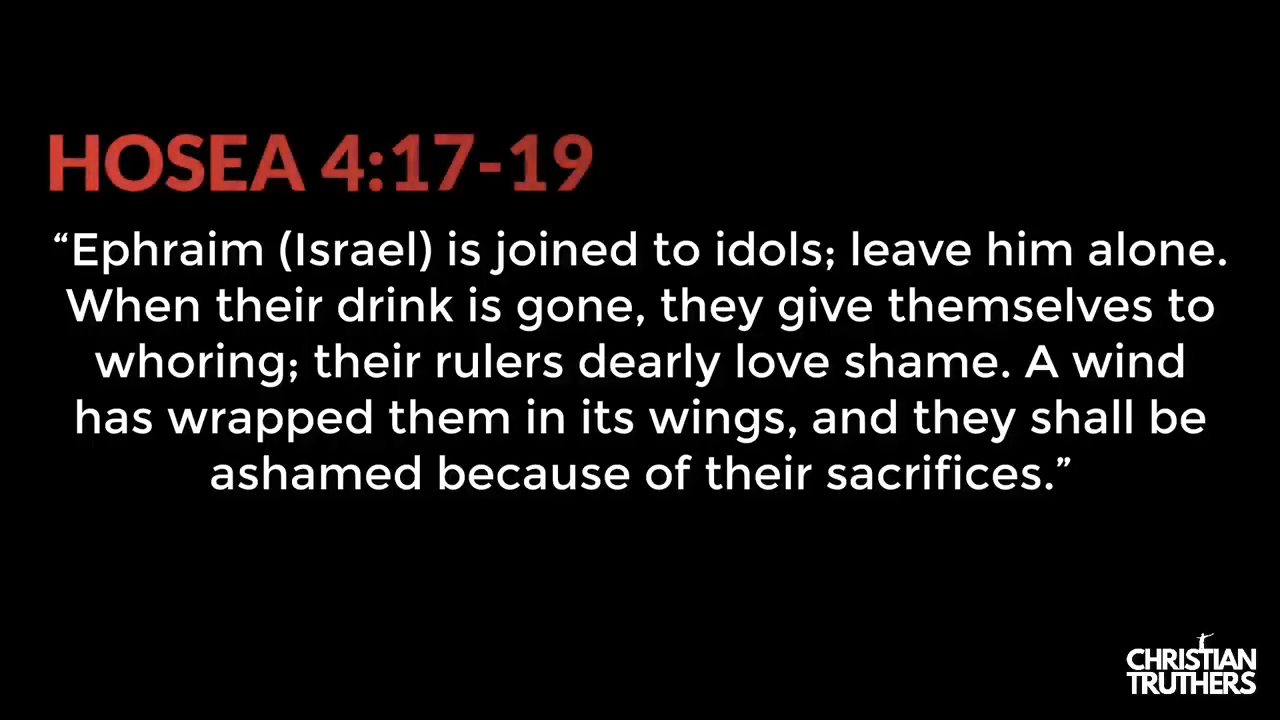 HOSEA 4:17-19
“Ephraim (Israel) is joined to idols; leave him alone.
When their drink is gone, they give themselves to
whoring; their rulers dearly love shame. A wind
has wrapped them in its wings, and they shall be
ashamed because of their sacrifices.”
CHRISTIAN
TRUTHERS